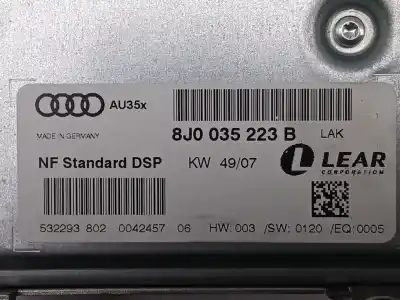 AU35x
MADE IN GERMANY
8J0 035 223 B LAK
NF Standard DSP KW 49/07 LEAR
CORPORATION
532293 802 0042457 06 HW: 003 /SW: 0120 /EQ:0005